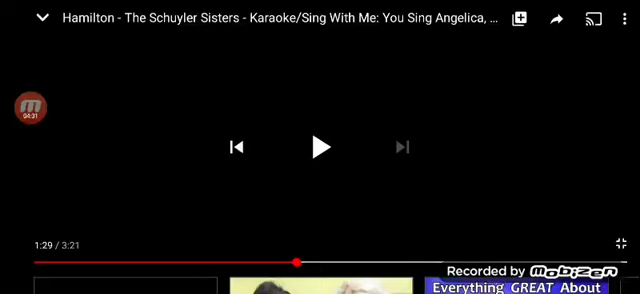 Hamilton - The Schuyler Sisters - Karaoke/Sing With Me: You Sing Angelica, ...
04:31
1:29 / 3:21
Recorded by mobizen
Everything GREAT About